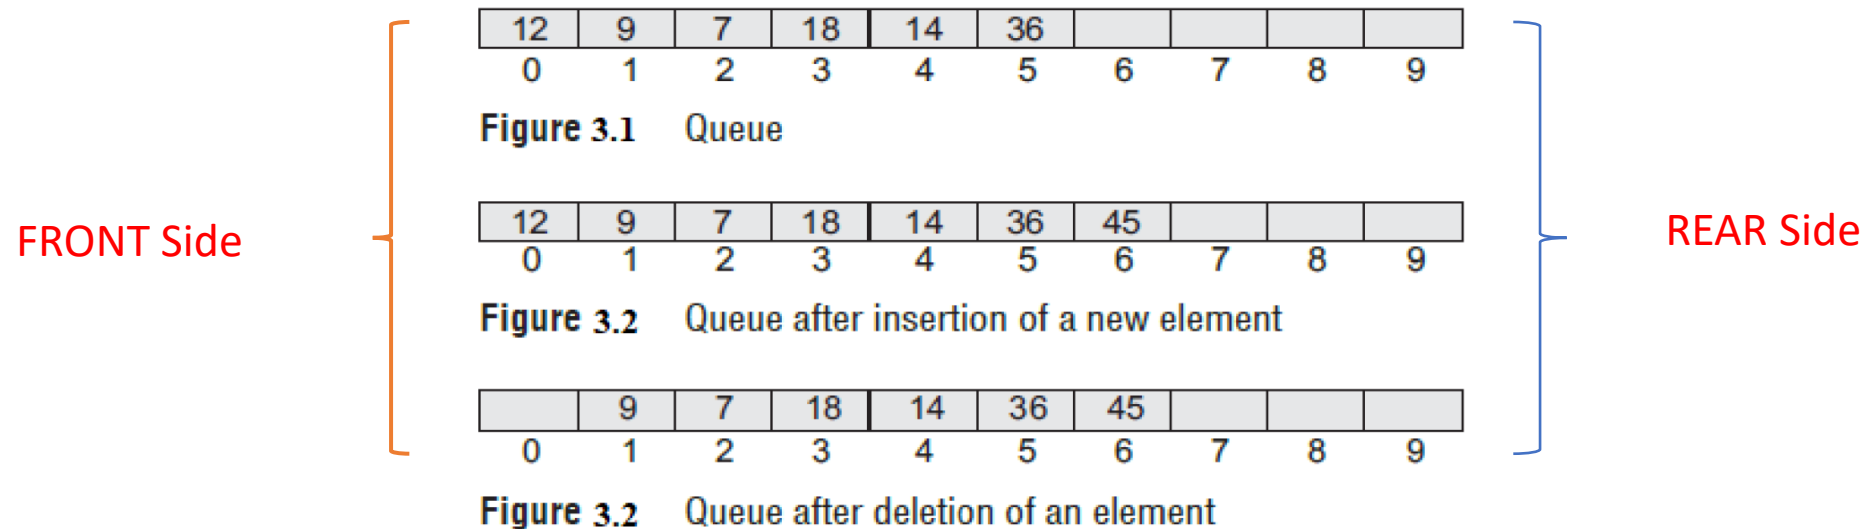 12 9 7 18 14 36
0 1 2 3 4 5 6 7 8 9
Figure 3.1 Queue
FRONT Side
REAR Side
12 9 7 18 14 36 45
0 1 2 3 4 5 6 7 8 9
Figure 3.2 Queue after insertion of a new element
9 7 18 14 36 45
0 1 2 3 4 5 6 7 8 9
Figure 3.2 Queue after deletion of an element